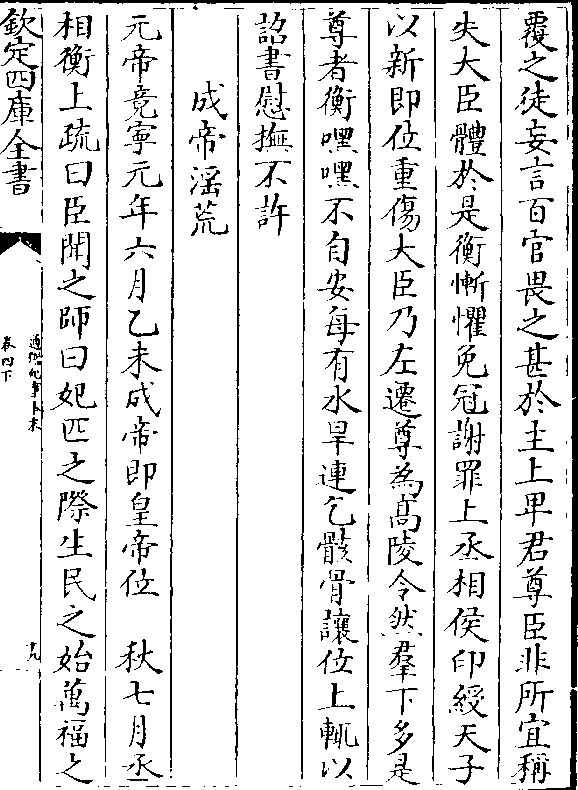 覆之徒妄言百官畏之甚於主上卑君尊臣非所宜稱
失大臣體於是衡慚懼免冠謝罪上丞相侯印綬天子
以新即位重傷大臣乃左遷尊為髙陵令然羣下多是
尊者衡嘿嘿不自安每有水旱連乞骸骨讓位上輒以
詔書慰撫不許
成帝滛荒
元帝竟寧元年六月乙未成帝即皇帝位　秋七月丞
相衡上疏曰臣聞之師曰妃匹之際生民之始萬福之
欽定四庫全書
通鑑紀事本末
卷四下
十九